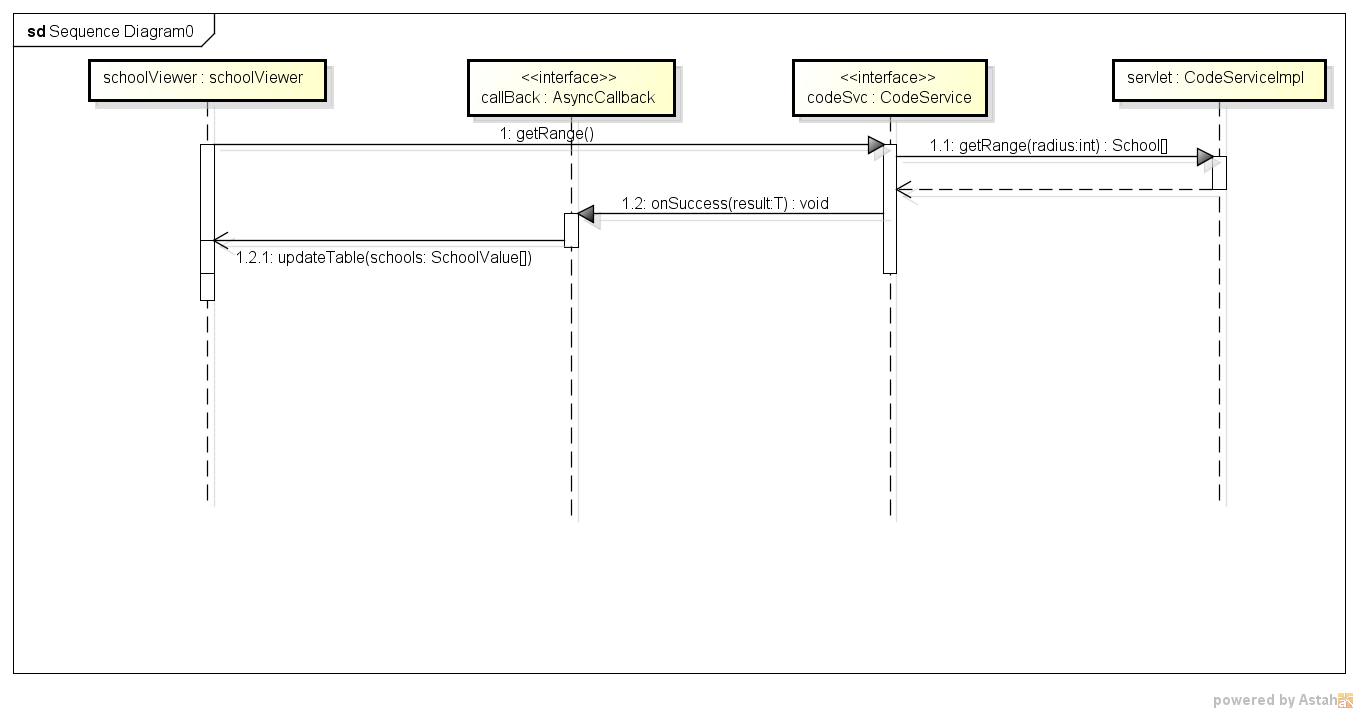 sd Sequence Diagram0
schoolViewer : schoolViewer
<<interface>>
callBack : AsyncCallback
<<interface>>
codeSvc : CodeService
servlet : CodeServiceImpl
1: getRange()
1.1: getRange(radius:int) : School[]
1.2: onSuccess(result:T) : void
1.2.1: updateTable(schools: SchoolValue[])
powered by Astah